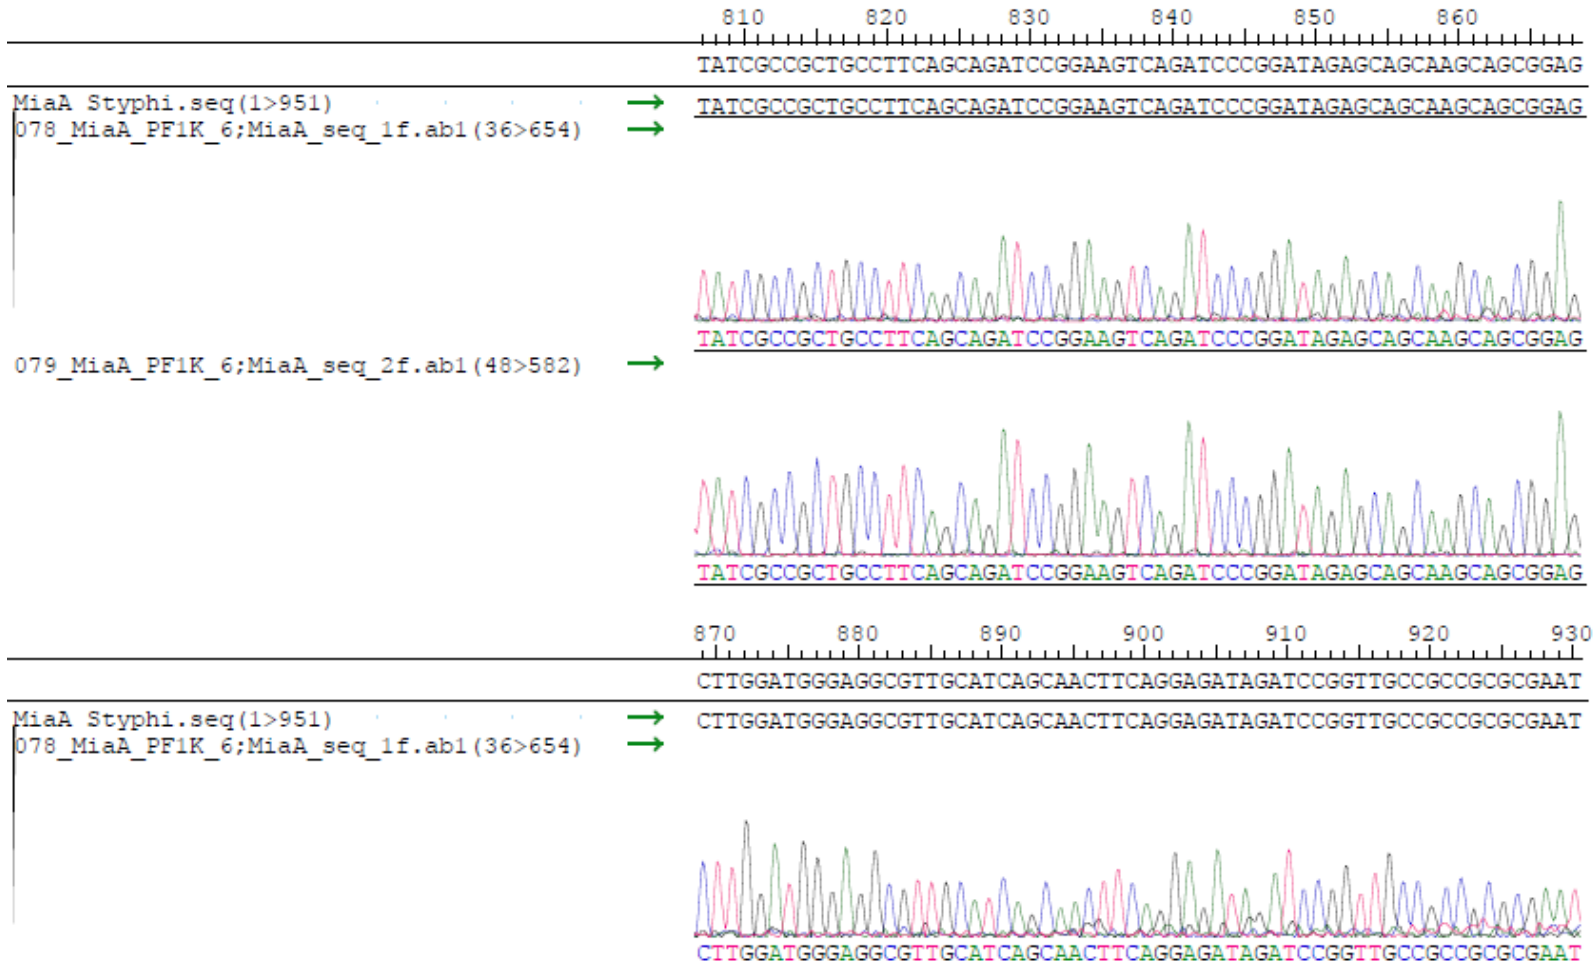 810 820 830 840 850 860
TATCGCCGCTGCCTTCAGCAGATCCGGAAGTCAGATCCCGGATAGAGCAGCAAGCAGCGGAG
MiaA Styphi.seq(1>951) → TATCGCCGCTGCCTTCAGCAGATCCGGAAGTCAGATCCCGGATAGAGCAGCAAGCAGCGGAG
078_MiaA_PF1K_6;MiaA_seq_1f.ab1(36>654) →
TATCGCCGCTGCCTTCAGCAGATCCGGAAGTCAGATCCCGGATAGAGCAGCAAGCAGCGGAG
079_MiaA_PF1K_6;MiaA_seq_2f.ab1(48>582) →
TATCGCCGCTGCCTTCAGCAGATCCGGAAGTCAGATCCCGGATAGAGCAGCAAGCAGCGGAG
870 880 890 900 910 920 930
CTTGGATGGGAGGCGTTGCATCAGCAACTTCAGGAGATAGATCCGGTTGCCGCCGCGCGAAT
MiaA Styphi.seq(1>951) → CTTGGATGGGAGGCGTTGCATCAGCAACTTCAGGAGATAGATCCGGTTGCCGCCGCGCGAAT
078_MiaA_PF1K_6;MiaA_seq_1f.ab1(36>654) →
CTTGGATGGGAGGCGTTGCATCAGCAACTTCAGGAGATAGATCCGGTTGCCGCCGCGCGAAT